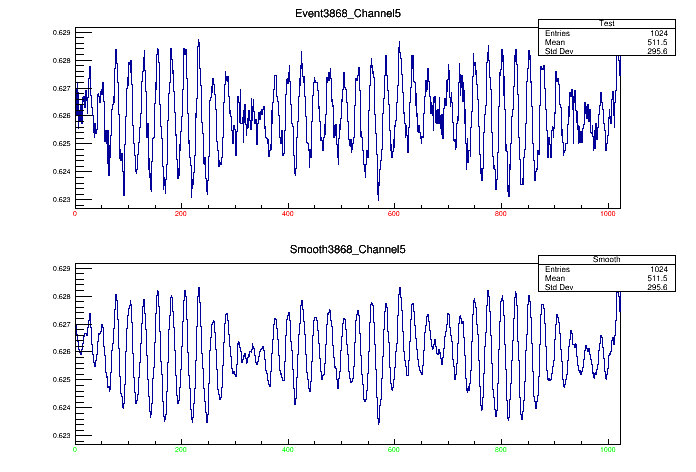 Event3868_Channel5
Test
Entries 1024
Mean 511.5
Std Dev 295.6
0.629
0.628
0.627
0.626
0.625
0.624
0.623
0 200 400 600 800 1000
Smooth3868_Channel5
Smooth
Entries 1024
Mean 511.5
Std Dev 295.6
0.629
0.628
0.627
0.626
0.625
0.624
0.623
0 200 400 600 800 1000